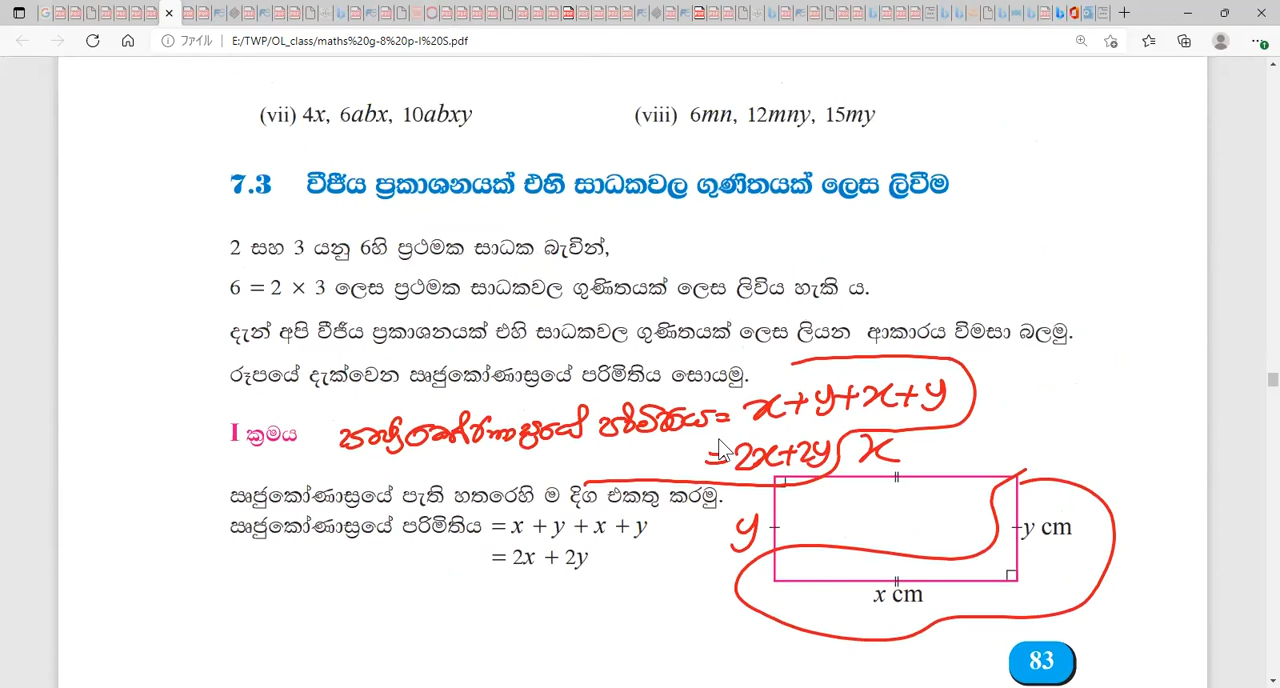 ファイル E:/TWP/OL_class/maths%20g-8%20p-I%20S.pdf
(vii) 4x, 6abx, 10abxy (viii) 6mn, 12mny, 15my
7.3 වීජීය ප්‍රකාශනයක් එහි සාධකවල ගුණිතයක් ලෙස ලිවීම
2 සහ 3 යනු 6හි ප්‍රථමක සාධක බැවින්,
6 = 2 × 3 ලෙස ප්‍රථමක සාධකවල ගුණිතයක් ලෙස ලිවිය හැකි ය.
දැන් අපි වීජීය ප්‍රකාශනයක් එහි සාධකවල ගුණිතයක් ලෙස ලියන ආකාරය විමසා බලමු.
රූපයේ දැක්වෙන ඍජුකෝණාස්‍රයේ පරිමිතිය සොයමු.
I ක්‍රමය
පරිමිතිය = x+y+x+y
= 2x+2y
x
ඍජුකෝණාස්‍රයේ පැති හතරෙහි ම දිග එකතු කරමු.
ඍජුකෝණාස්‍රයේ පරිමිතිය = x + y + x + y
= 2x + 2y
y
y cm
x cm
83